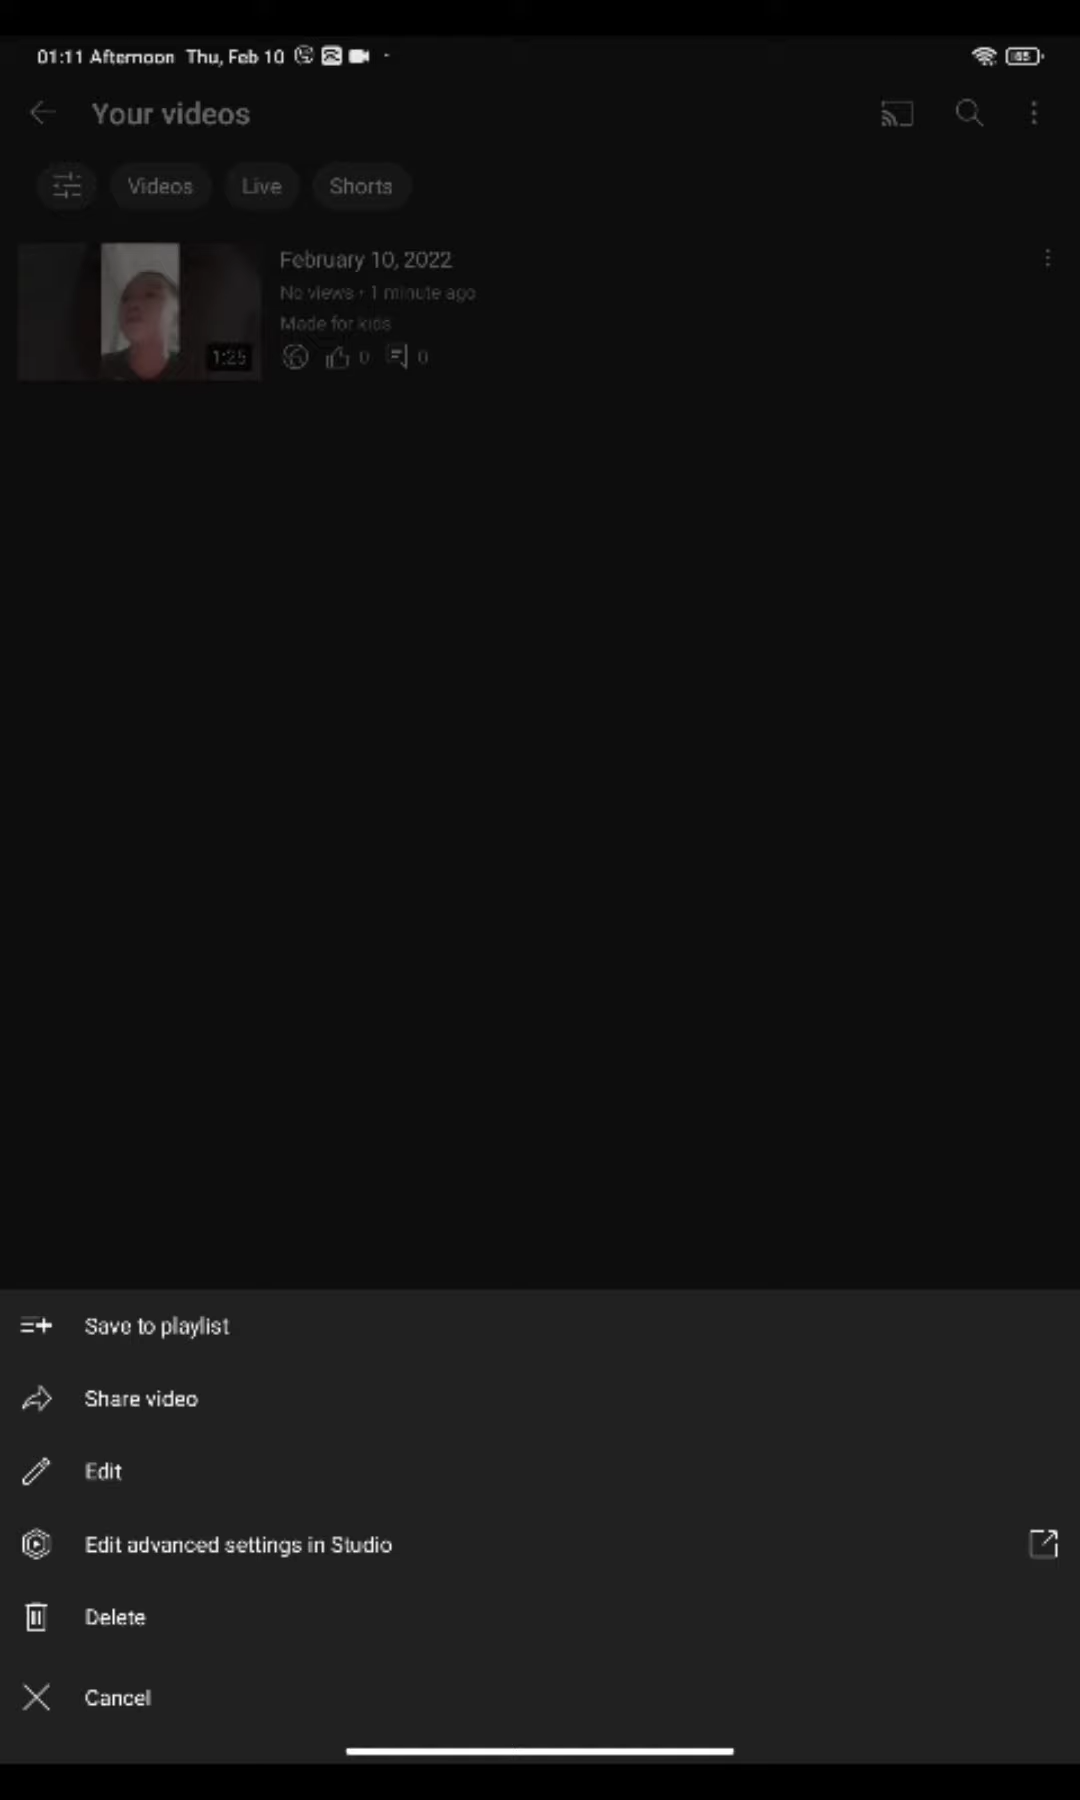 01:11 Afternoon Thu, Feb 10
Your videos
Videos Live Shorts
February 10, 2022
No views • 1 minute ago
Made for kids
0 0
1:25
Save to playlist
Share video
Edit
Edit advanced settings in Studio
Delete
Cancel